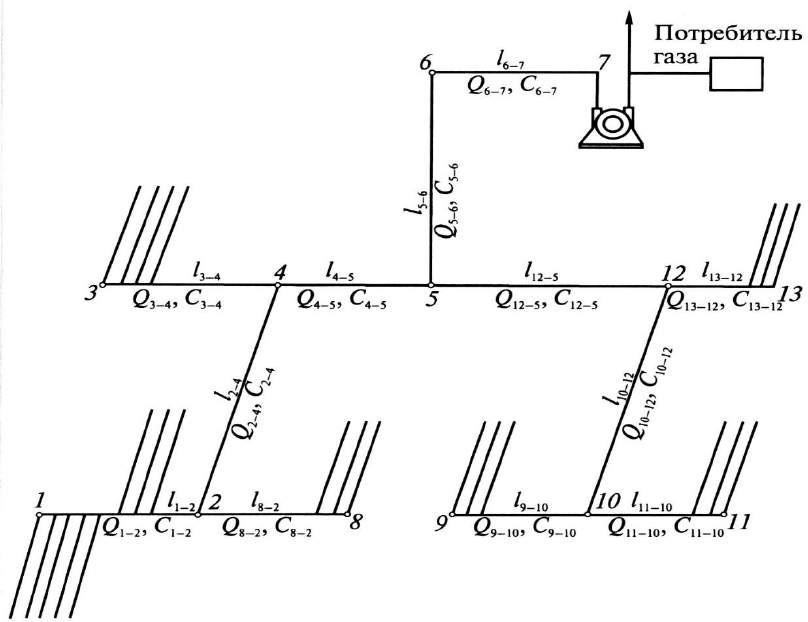 Потребитель
газа
6
l6–7
7
Q6–7, C6–7
l5–6
Q5–6, C5–6
3
l3–4
4
l4–5
5
l12–5
12
l13–12
13
Q3–4, C3–4
Q4–5, C4–5
Q12–5, C12–5
Q13–12, C13–12
l2–4
Q2–4, C2–4
l10–12
Q10–12, C10–12
1
l1–2
2
l8–2
8
9
l9–10
10
l11–10
11
Q1–2, C1–2
Q8–2, C8–2
Q9–10, C9–10
Q11–10, C11–10